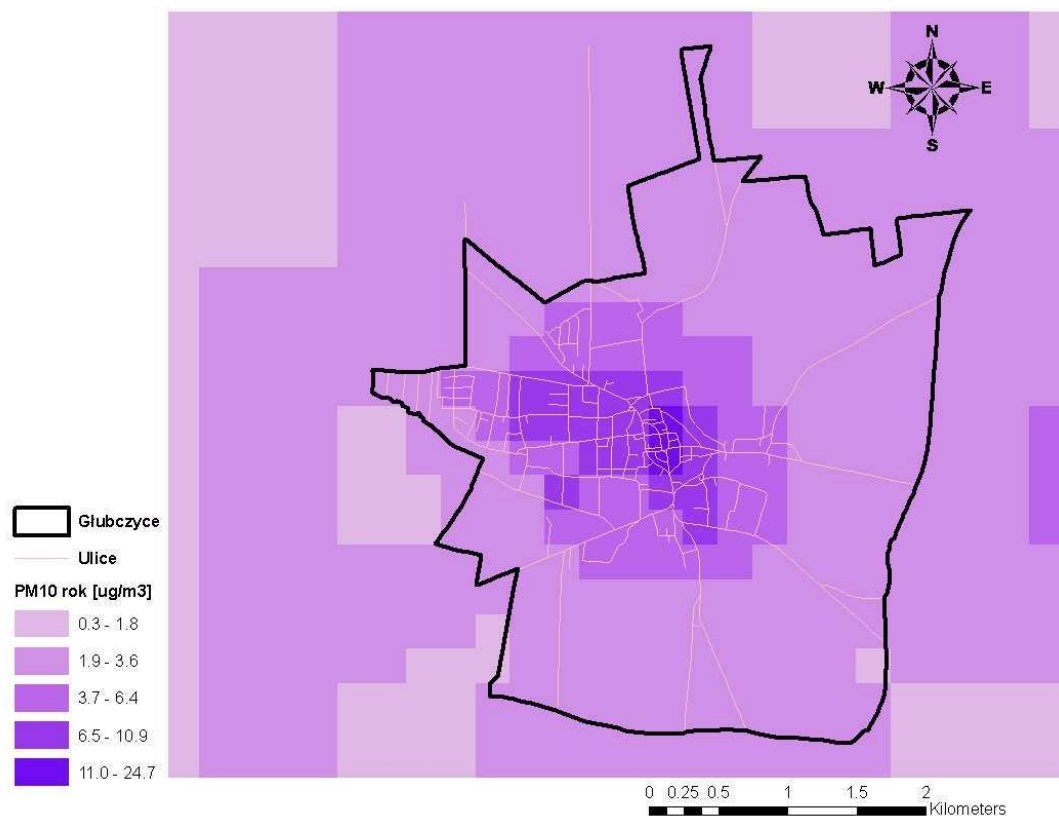 N
W E
S
Głubczyce
Ulice
PM10 rok [ug/m3]
0.3 - 1.8
1.9 - 3.6
3.7 - 6.4
6.5 - 10.9
11.0 - 24.7
0 0.25 0.5 1 1.5 2
Kilometers